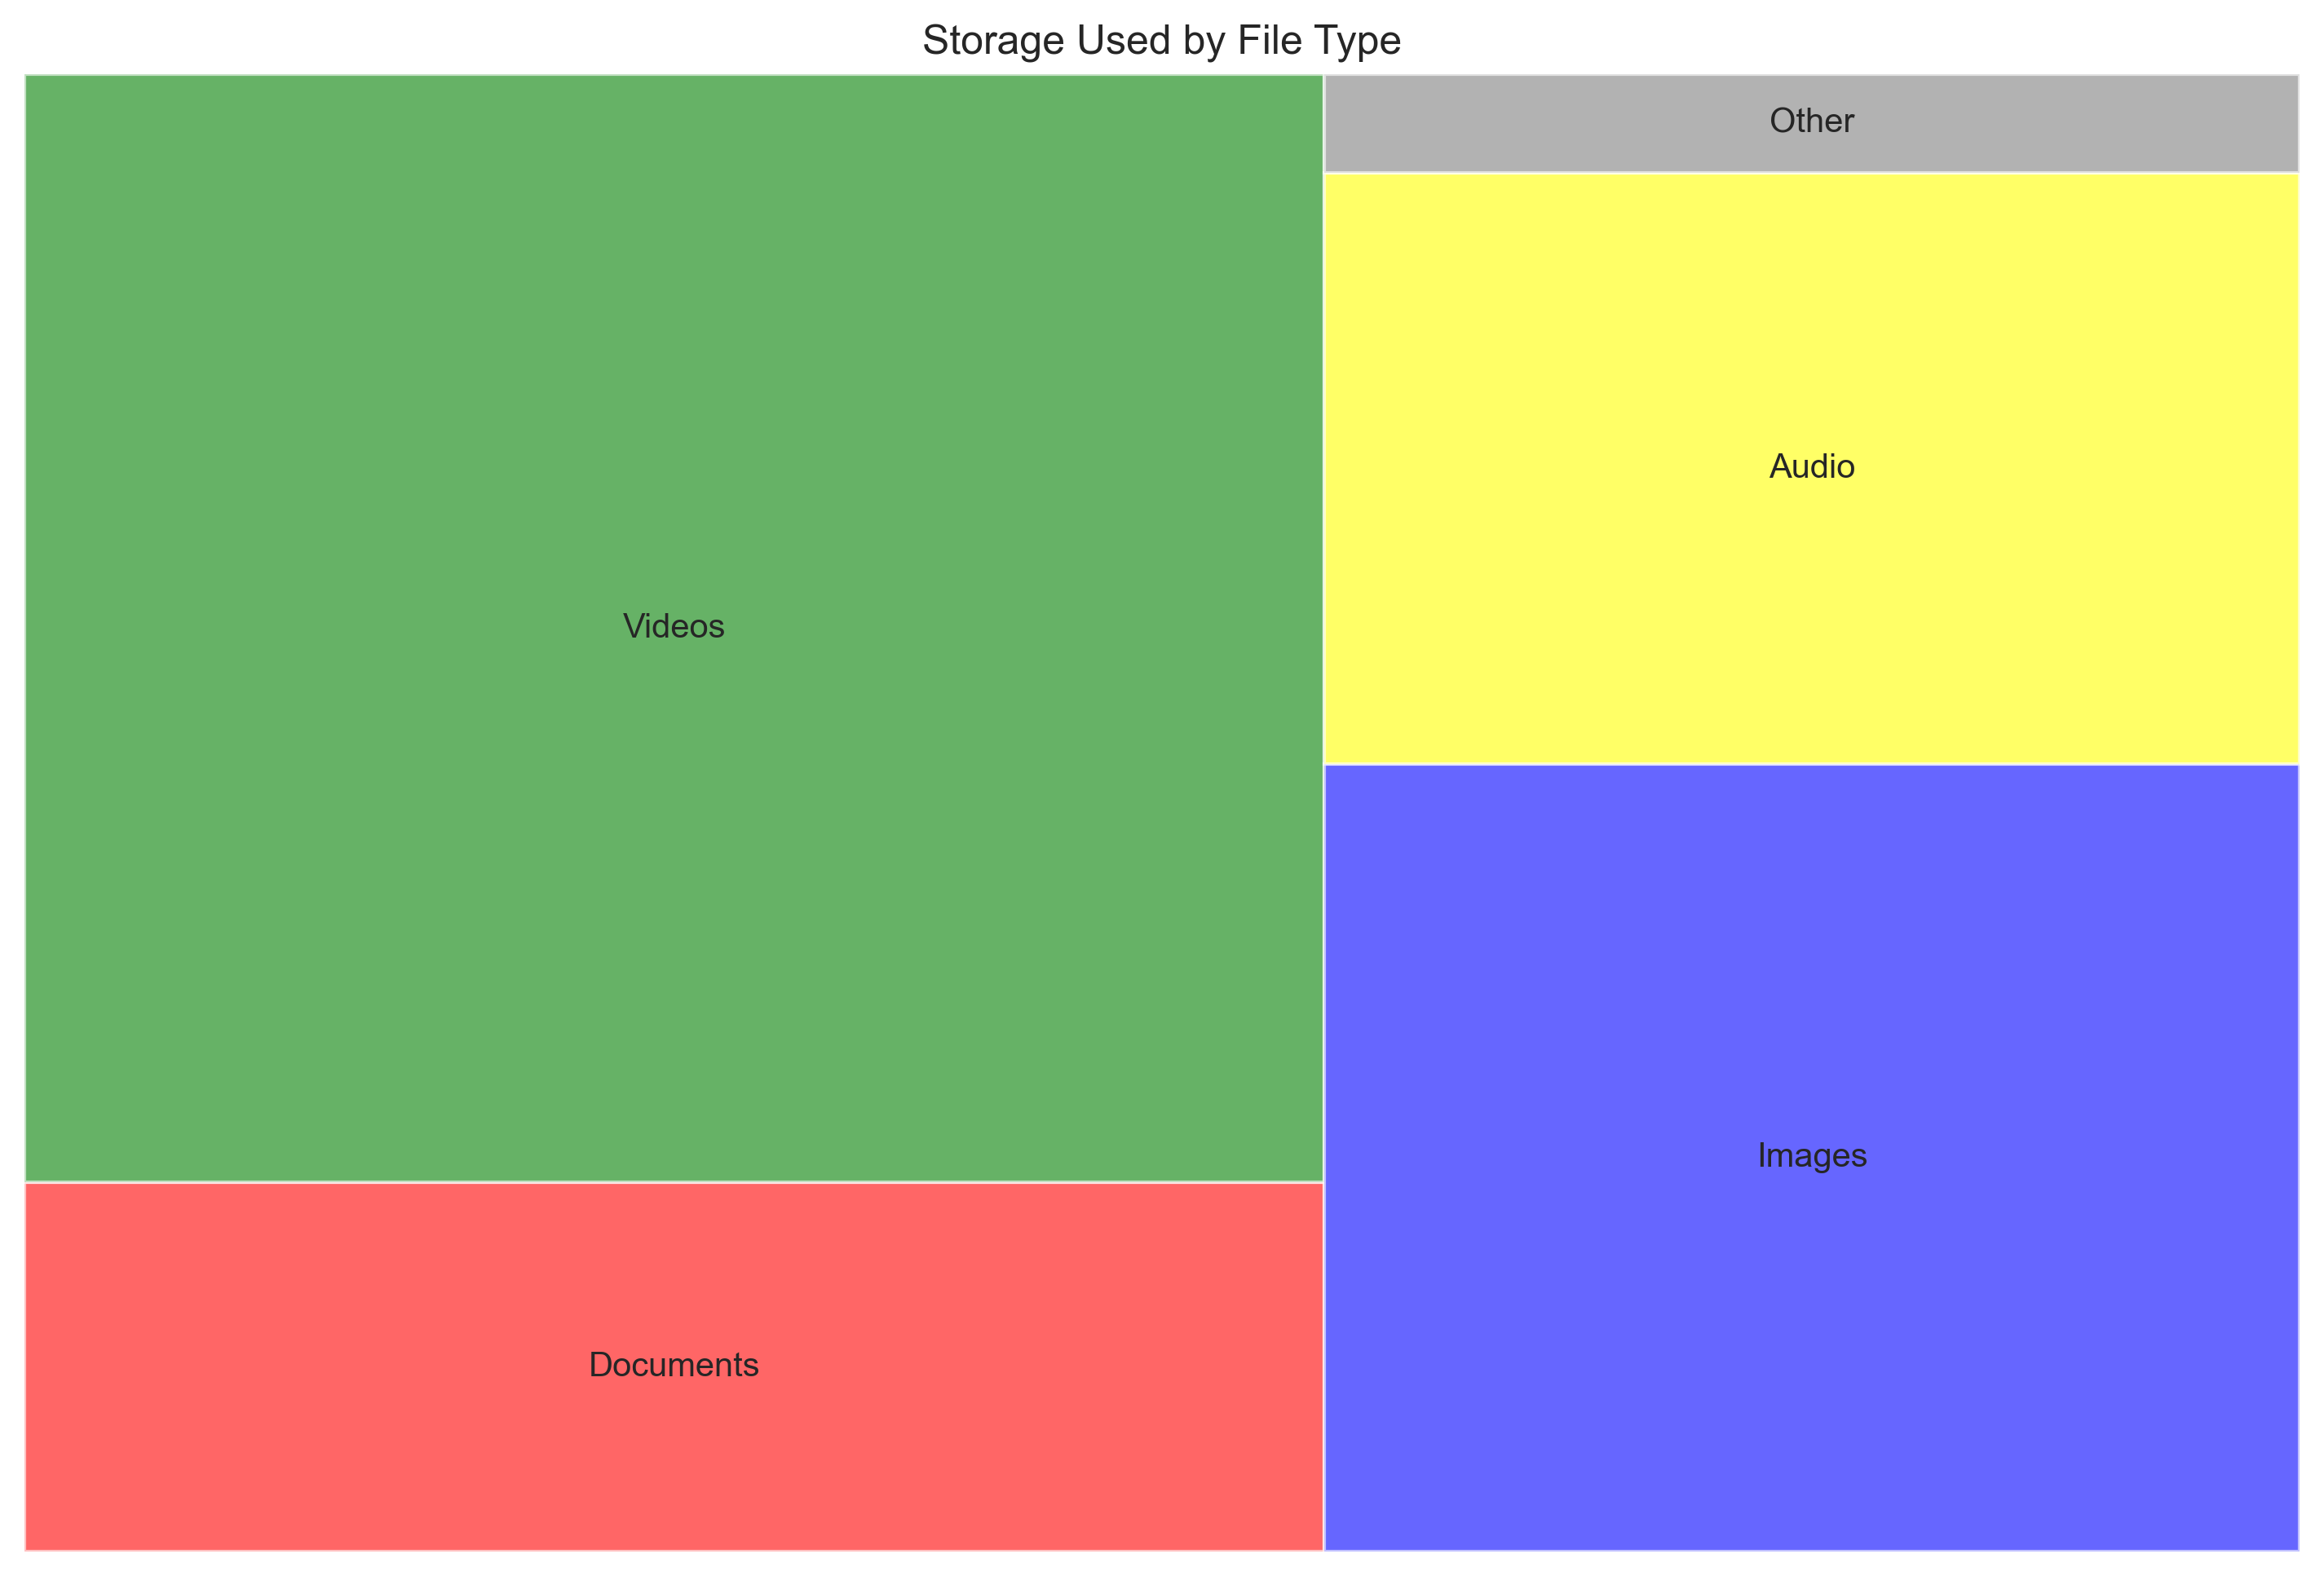 Storage Used by File Type
Other
Audio
Videos
Images
Documents